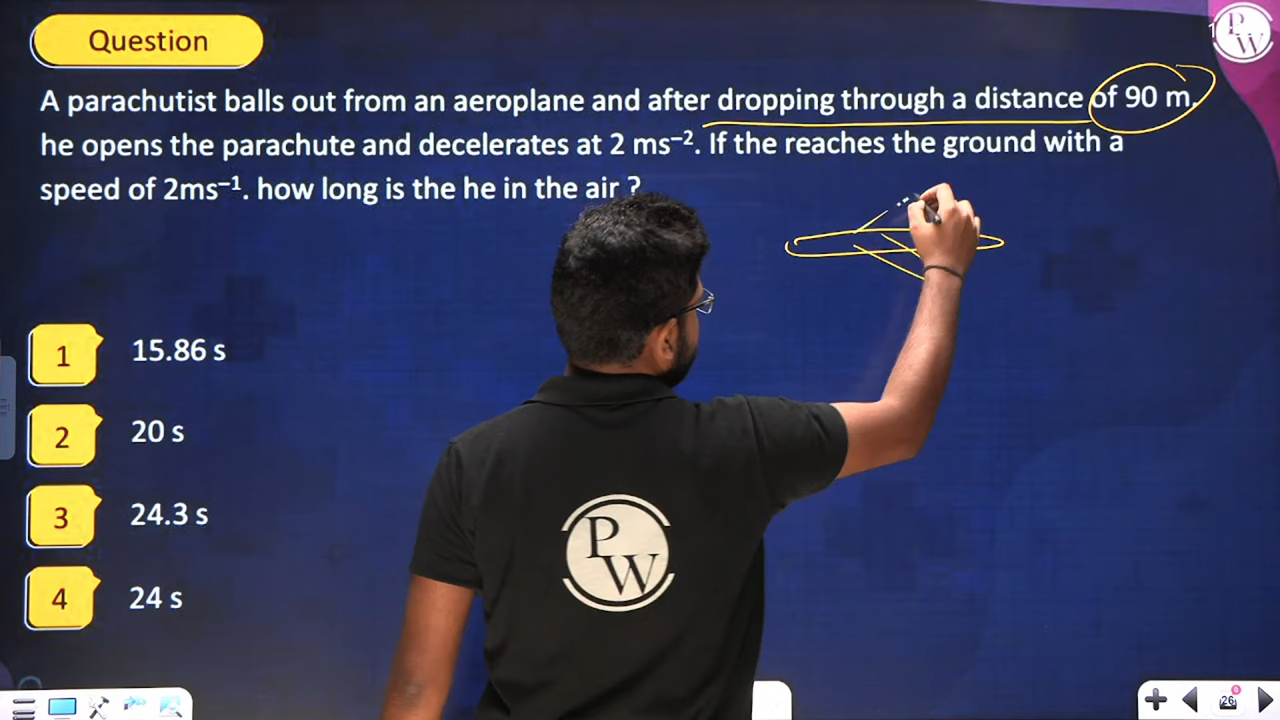 Question
A parachutist balls out from an aeroplane and after dropping through a distance of 90 m.
he opens the parachute and decelerates at 2 ms⁻². If the reaches the ground with a
speed of 2ms⁻¹. how long is the he in the air ?
1 15.86 s
2 20 s
3 24.3 s
4 24 s
PW
PW
26